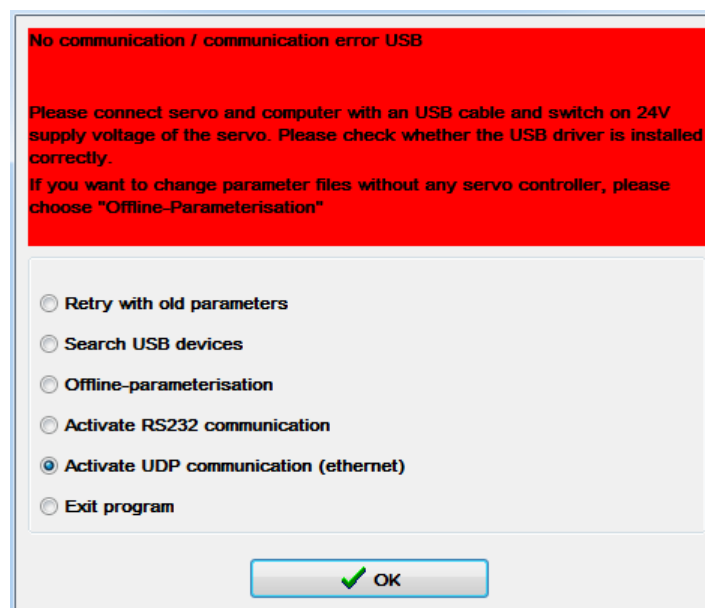 No communication / communication error USB
Please connect servo and computer with an USB cable and switch on 24V
supply voltage of the servo. Please check whether the USB driver is installed
correctly.
If you want to change parameter files without any servo controller, please
choose "Offline-Parameterisation"
Retry with old parameters
Search USB devices
Offline-parameterisation
Activate RS232 communication
Activate UDP communication (ethernet)
Exit program
OK